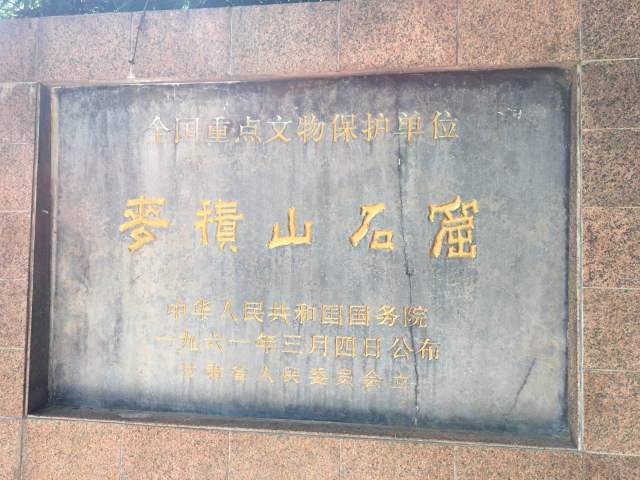 全国重点文物保护单位
麥積山石窟
中华人民共和国国务院
一九六一年三月四日公布
甘肃省人民委员会立